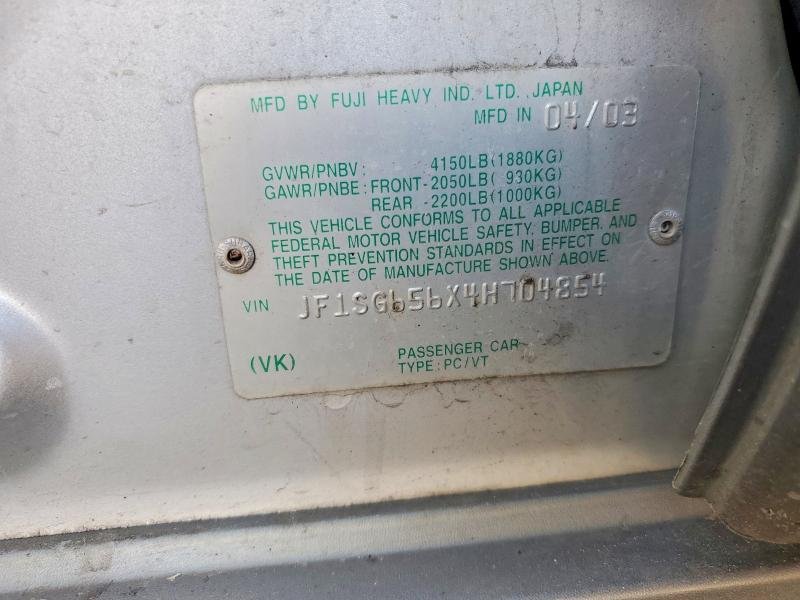 MFD BY FUJI HEAVY IND. LTD. JAPAN
MFD IN 04/03
GVWR/PNBV: 4150LB(1880KG)
GAWR/PNBE: FRONT-2050LB( 930KG)
REAR -2200LB(1000KG)
THIS VEHICLE CONFORMS TO ALL APPLICABLE
FEDERAL MOTOR VEHICLE SAFETY, BUMPER, AND
THEFT PREVENTION STANDARDS IN EFFECT ON
THE DATE OF MANUFACTURE SHOWN ABOVE.
VIN JF1SG656X4H704854
(VK) PASSENGER CAR
TYPE: PC/VT